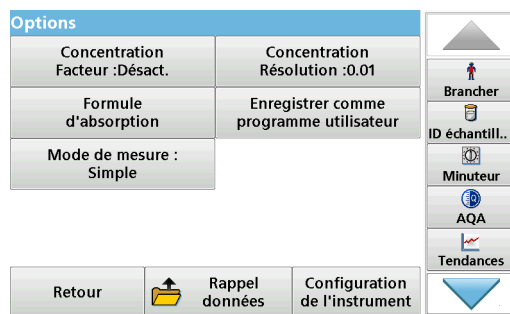 Options
Concentration
Facteur :Désact.
Concentration
Résolution :0.01
Formule
d'absorption
Enregistrer comme
programme utilisateur
Mode de mesure :
Simple
Brancher
ID échantill..
Minuteur
AQA
Tendances
Retour
Rappel
données
Configuration
de l'instrument